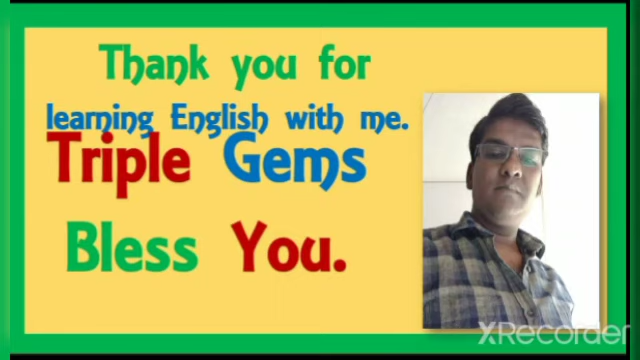 Thank you for
learning English with me.
Triple Gems
Bless You.
XRecorder